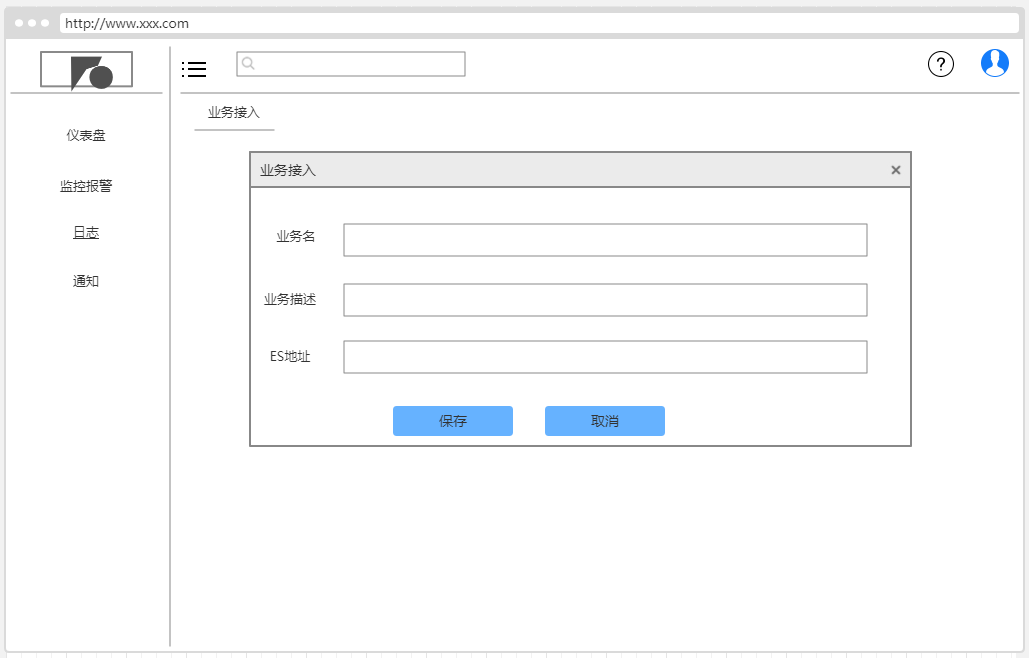 http://www.xxx.com
?
仪表盘
监控报警
日志
通知
业务接入
业务接入
×
业务名
业务描述
ES地址
保存
取消